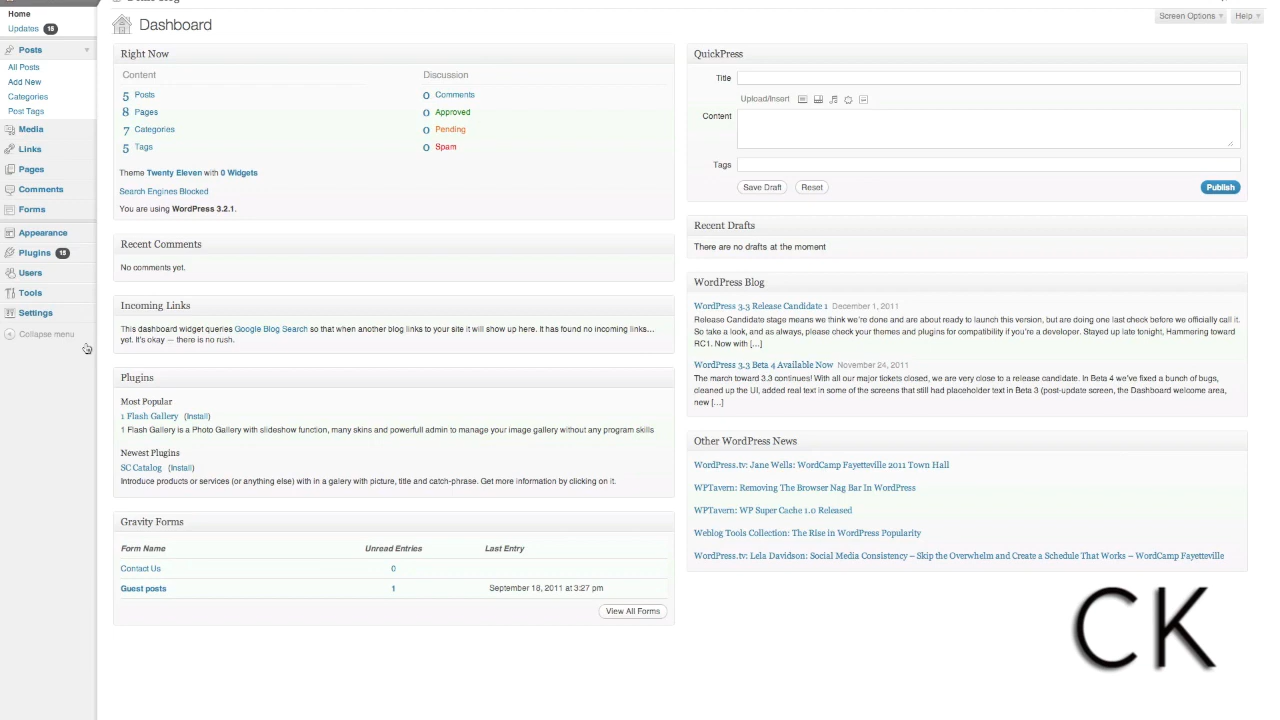 Home
Updates 15
Posts
All Posts
Add New
Categories
Post Tags
Media
Links
Pages
Comments
Forms
Appearance
Plugins 15
Users
Tools
Settings
Collapse menu
Dashboard
Screen Options
Help
Right Now
Content
Discussion
5 Posts
0 Comments
8 Pages
0 Approved
7 Categories
0 Pending
5 Tags
0 Spam
Theme Twenty Eleven with 0 Widgets
Search Engines Blocked
You are using WordPress 3.2.1.
Recent Comments
No comments yet.
Incoming Links
This dashboard widget queries Google Blog Search so that when another blog links to your site it will show up here. It has found no incoming links…
yet. It's okay — there is no rush.
Plugins
Most Popular
1 Flash Gallery (Install)
1 Flash Gallery is a Photo Gallery with slideshow function, many skins and powerfull admin to manage your image gallery without any program skills
Newest Plugins
SC Catalog (Install)
Introduce products or services (or anything else) with in a galery with picture, title and catch-phrase. Get more information by clicking on it.
Gravity Forms
Form Name
Unread Entries
Last Entry
Contact Us
0
Guest posts
1
September 18, 2011 at 3:27 pm
View All Forms
QuickPress
Title
Upload/Insert
Content
Tags
Save Draft
Reset
Publish
Recent Drafts
There are no drafts at the moment
WordPress Blog
WordPress 3.3 Release Candidate 1 December 1, 2011
Release Candidate stage means we think we're done and are about ready to launch this version, but are doing one last check before we officially call it.
So take a look, and as always, please check your themes and plugins for compatibility if you're a developer. Stayed up late tonight, Hammering toward
RC1. Now with […]
WordPress 3.3 Beta 4 Available Now November 24, 2011
The march toward 3.3 continues! With all our major tickets closed, we are very close to a release candidate. In Beta 4 we've fixed a bunch of bugs,
cleaned up the UI, added real text in some of the screens that still had placeholder text in Beta 3 (post-update screen, the Dashboard welcome area,
new […]
Other WordPress News
WordPress.tv: Jane Wells: WordCamp Fayetteville 2011 Town Hall
WPTavern: Removing The Browser Nag Bar In WordPress
WPTavern: WP Super Cache 1.0 Released
Weblog Tools Collection: The Rise in WordPress Popularity
WordPress.tv: Lela Davidson: Social Media Consistency – Skip the Overwhelm and Create a Schedule That Works – WordCamp Fayetteville
CK